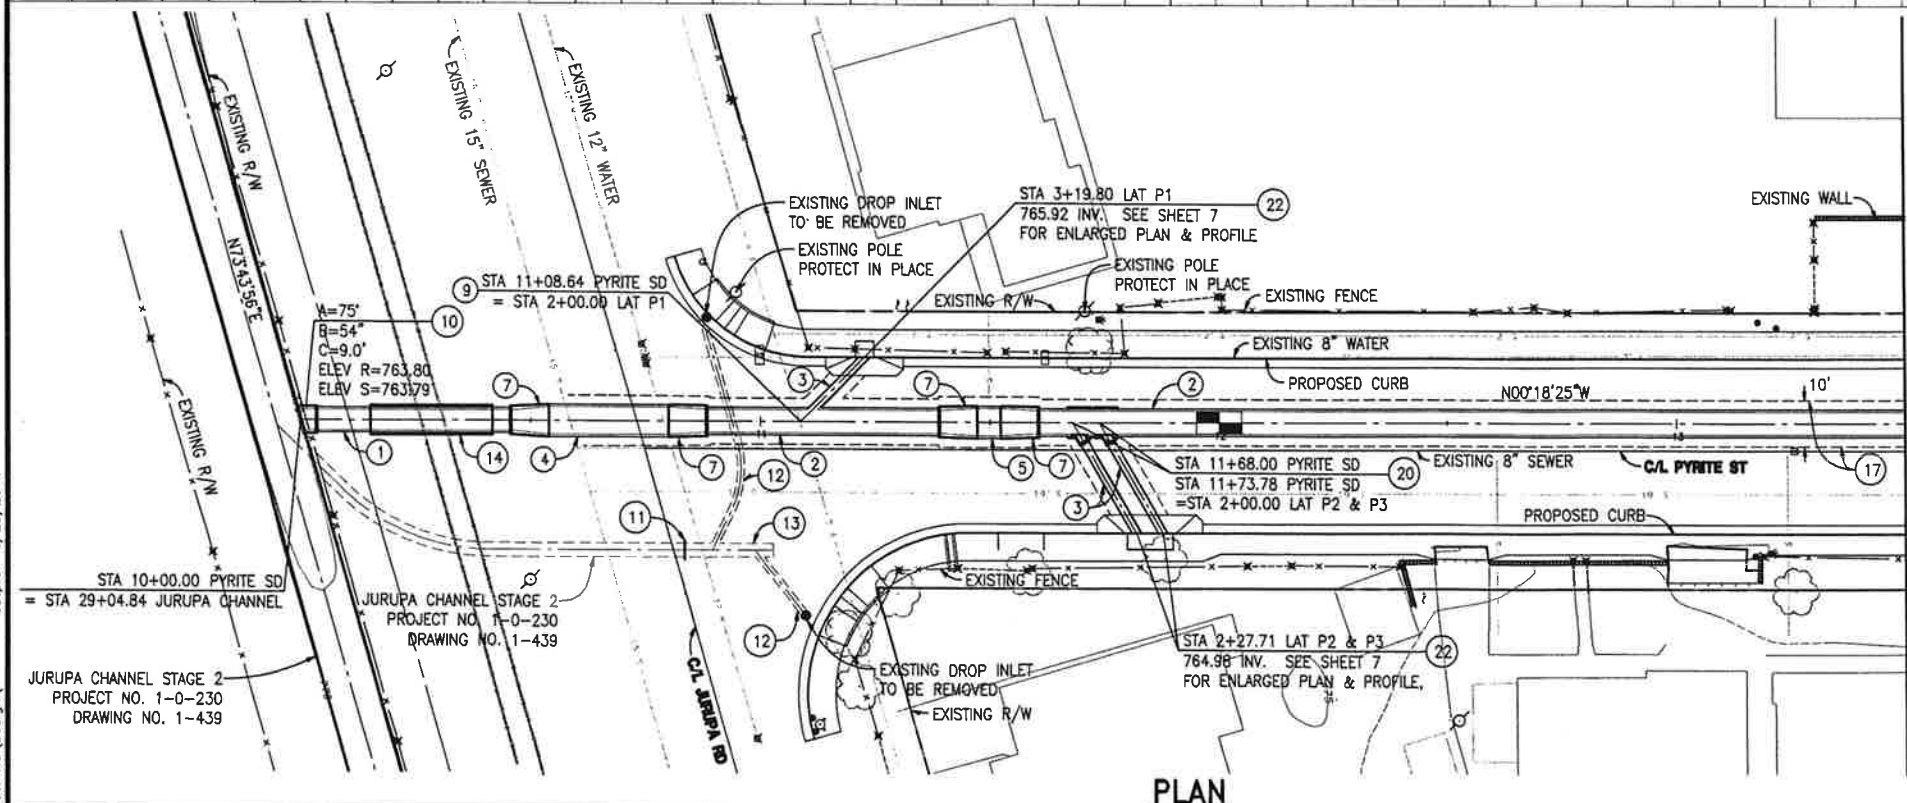 EXISTING R/W
N73°43'56"E
EXISTING 15" SEWER
EXISTING 12" WATER
EXISTING DROP INLET
TO BE REMOVED
EXISTING POLE
PROTECT IN PLACE
STA 3+19.80 LAT P1
765.92 INV. SEE SHEET 7
FOR ENLARGED PLAN & PROFILE
22
EXISTING WALL
EXISTING POLE
PROTECT IN PLACE
EXISTING R/W
EXISTING FENCE
9
STA 11+08.64 PYRITE SD
= STA 2+00.00 LAT P1
A=75°
B=54"
C=9.0'
ELEV R=763.80
ELEV S=763.79
10
EXISTING 8" WATER
PROPOSED CURB
N00°18'25"W
10'
7
3
7
2
EXISTING R/W
1
14
4
7
2
5
7
12
STA 11+68.00 PYRITE SD
STA 11+73.78 PYRITE SD
=STA 2+00.00 LAT P2 & P3
20
EXISTING 8" SEWER
C/L PYRITE ST
17
12
13
11
13
3
PROPOSED CURB
STA 10+00.00 PYRITE SD
= STA 29+04.84 JURUPA CHANNEL
JURUPA CHANNEL STAGE 2
PROJECT NO. 1-0-230
DRAWING NO. 1-439
EXISTING FENCE
12
C/L JURUPA RD
EXISTING DROP INLET
TO BE REMOVED
EXISTING R/W
STA 2+27.71 LAT P2 & P3
764.98 INV. SEE SHEET 7
FOR ENLARGED PLAN & PROFILE,
22
JURUPA CHANNEL STAGE 2
PROJECT NO. 1-0-230
DRAWING NO. 1-439
PLAN